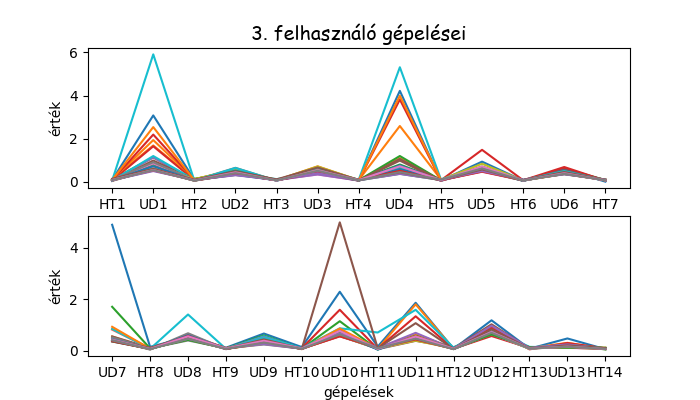 3. felhasználó gépelései
6
4
2
0
érték
HT1 UD1 HT2 UD2 HT3 UD3 HT4 UD4 HT5 UD5 HT6 UD6 HT7
4
2
0
érték
UD7 HT8 UD8 HT9 UD9 HT10 UD10 HT11 UD11 HT12 UD12 HT13 UD13 HT14
gépelések